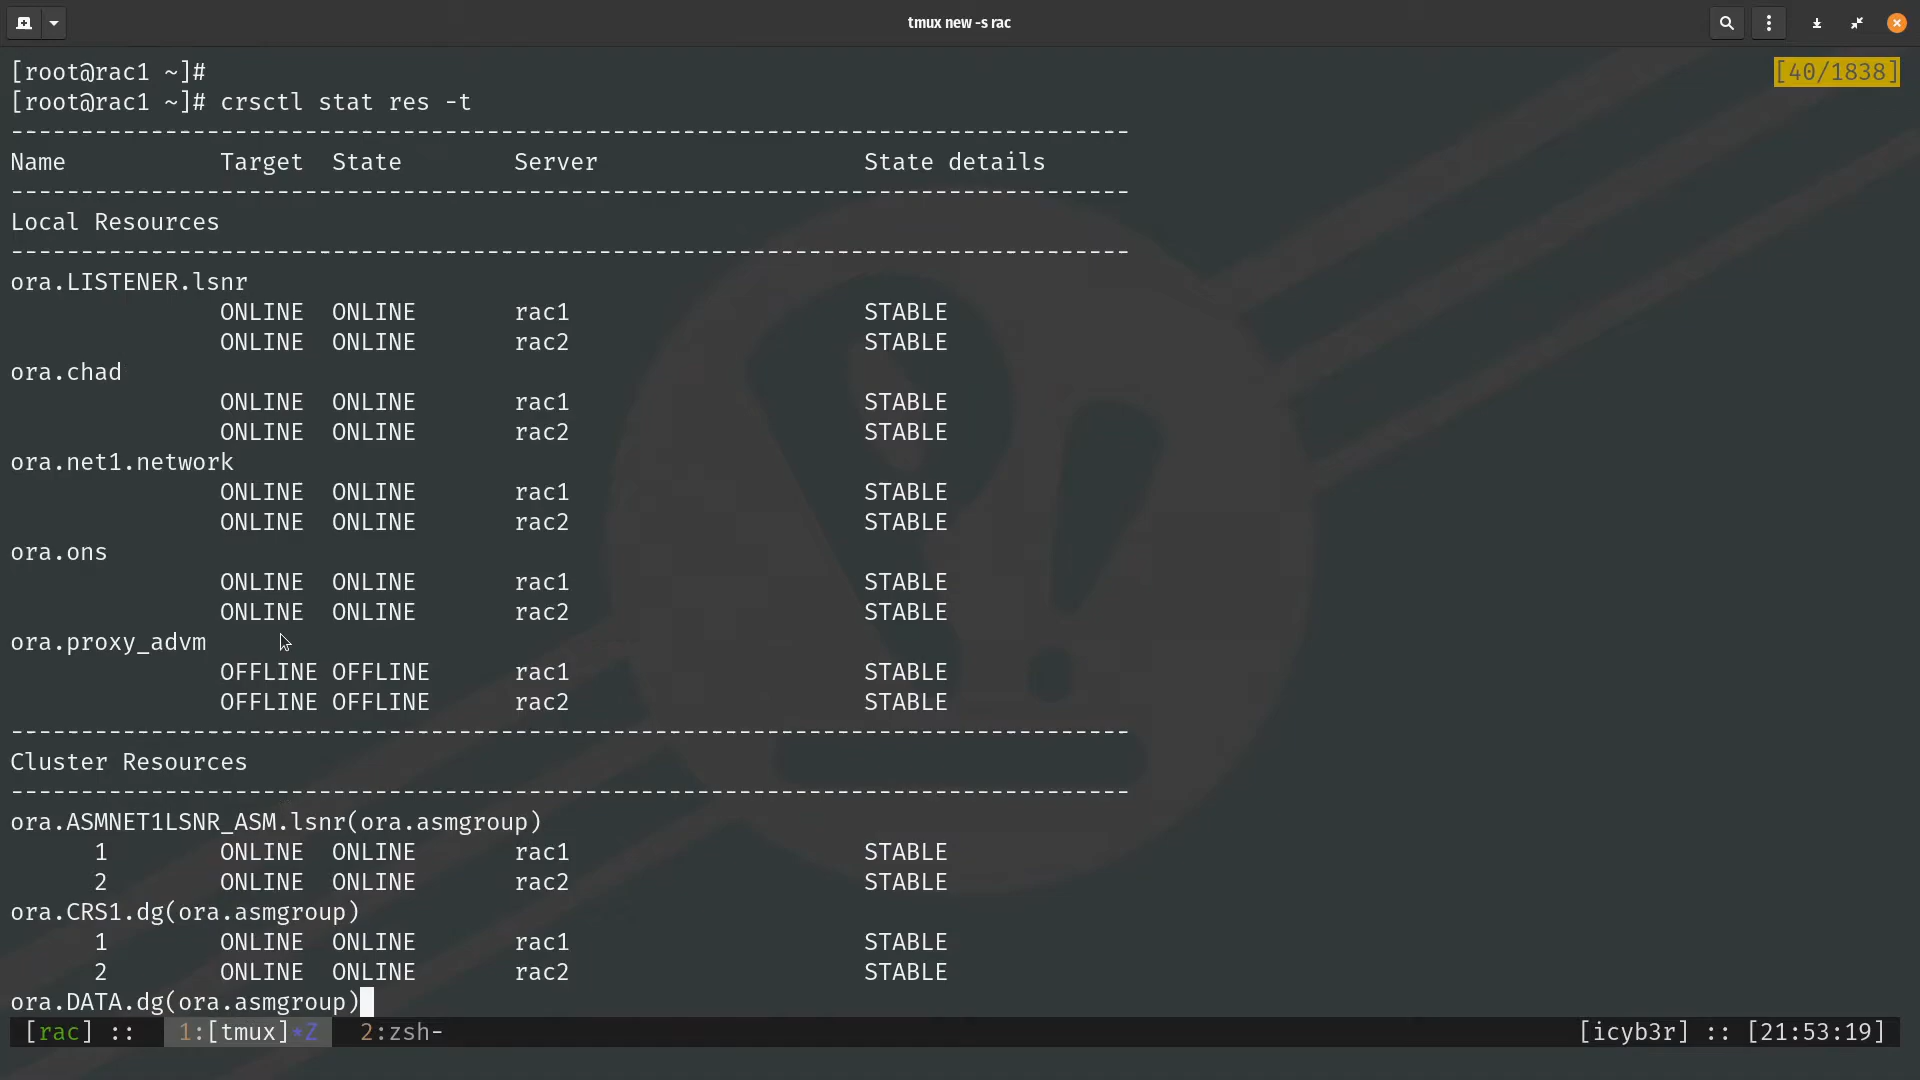 tmux new -s rac
[root@rac1 ~]#
[40/1838]
[root@rac1 ~]# crsctl stat res -t
--------------------------------------------------------------------------------
Name           Target  State        Server                   State details
--------------------------------------------------------------------------------
Local Resources
--------------------------------------------------------------------------------
ora.LISTENER.lsnr
               ONLINE  ONLINE       rac1                     STABLE
               ONLINE  ONLINE       rac2                     STABLE
ora.chad
               ONLINE  ONLINE       rac1                     STABLE
               ONLINE  ONLINE       rac2                     STABLE
ora.net1.network
               ONLINE  ONLINE       rac1                     STABLE
               ONLINE  ONLINE       rac2                     STABLE
ora.ons
               ONLINE  ONLINE       rac1                     STABLE
               ONLINE  ONLINE       rac2                     STABLE
ora.proxy_advm
               OFFLINE OFFLINE      rac1                     STABLE
               OFFLINE OFFLINE      rac2                     STABLE
--------------------------------------------------------------------------------
Cluster Resources
--------------------------------------------------------------------------------
ora.ASMNET1LSNR_ASM.lsnr(ora.asmgroup)
      1        ONLINE  ONLINE       rac1                     STABLE
      2        ONLINE  ONLINE       rac2                     STABLE
ora.CRS1.dg(ora.asmgroup)
      1        ONLINE  ONLINE       rac1                     STABLE
      2        ONLINE  ONLINE       rac2                     STABLE
ora.DATA.dg(ora.asmgroup)
[rac] ::  1:[tmux]*Z  2:zsh-  [icyb3r] :: [21:53:19]